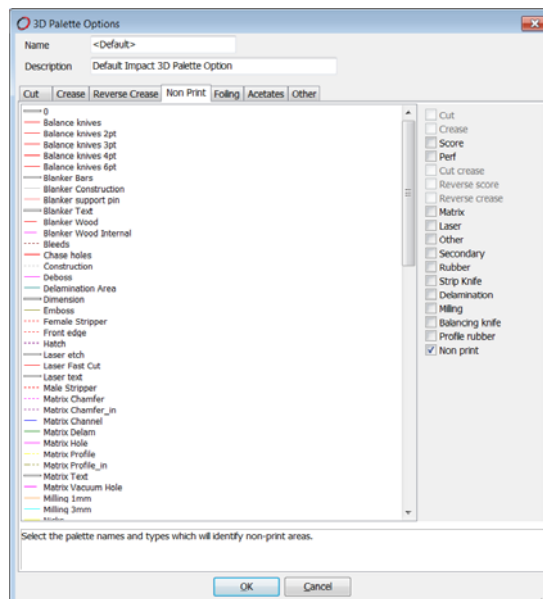 3D Palette Options
Name <Default>
Description Default Impact 3D Palette Option
Cut Crease Reverse Crease Non Print Foiling Acetates Other
0
Balance knives
Balance knives 2pt
Balance knives 3pt
Balance knives 4pt
Balance knives 6pt
Blanker Bars
Blanker Construction
Blanker support pin
Blanker Text
Blanker Wood
Blanker Wood Internal
Bleeds
Chase holes
Construction
Deboss
Delamination Area
Dimension
Emboss
Female Stripper
Front edge
Hatch
Laser etch
Laser Fast Cut
Laser text
Male Stripper
Matrix Chamfer
Matrix Chamfer_in
Matrix Channel
Matrix Delam
Matrix Hole
Matrix Profile
Matrix Profile_in
Matrix Text
Matrix Vacuum Hole
Milling 1mm
Milling 3mm
Cut
Crease
Score
Perf
Cut crease
Reverse score
Reverse crease
Matrix
Laser
Other
Secondary
Rubber
Strip Knife
Delamination
Milling
Balancing knife
Profile rubber
Non print
Select the palette names and types which will identify non-print areas.
OK Cancel